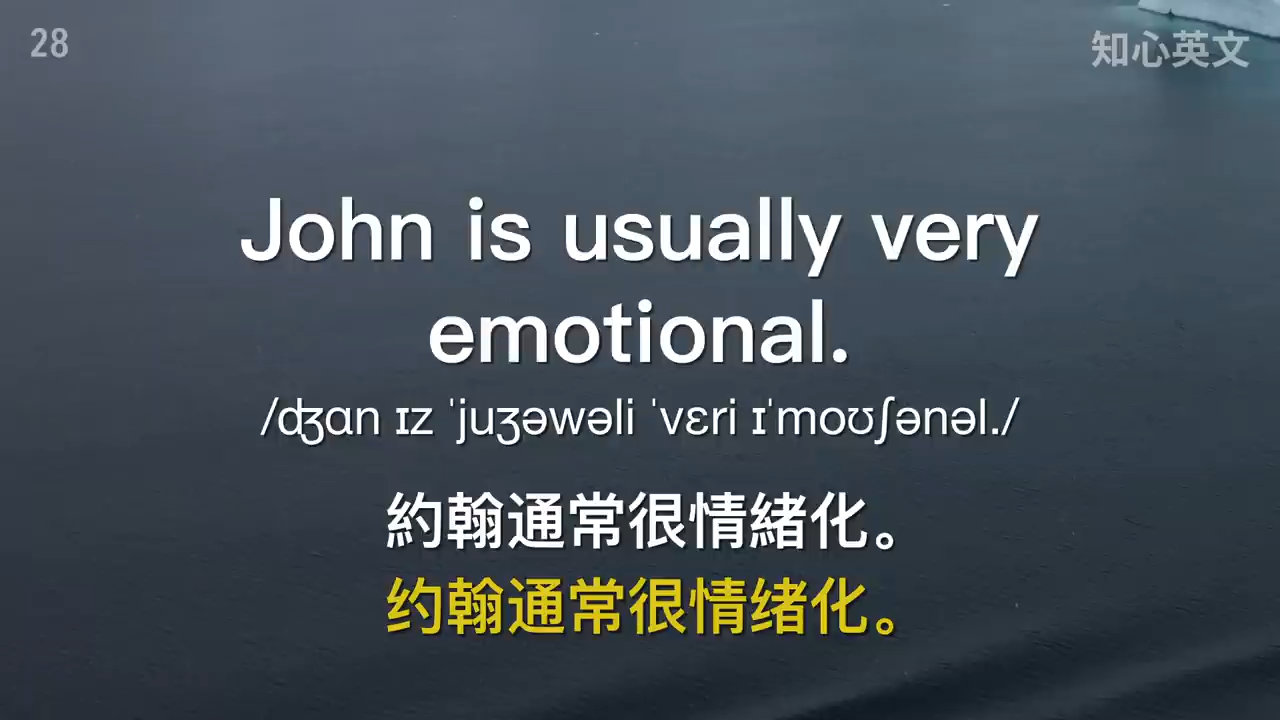 28
知心英文
John is usually very
emotional.
/ʤɑn ɪz ˈjuʒəwəli ˈvɛri ɪˈmoʊʃənəl./
約翰通常很情緒化。
约翰通常很情绪化。